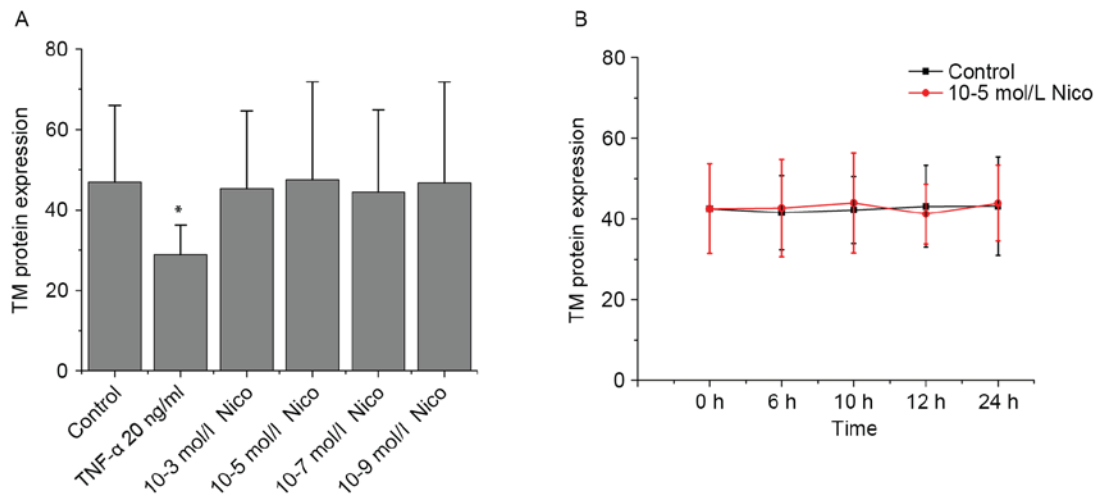 A
80
60
40
20
0
TM protein expression
*
Control
TNF-α 20 ng/ml
10-3 mol/l Nico
10-5 mol/l Nico
10-7 mol/l Nico
10-9 mol/l Nico
B
80
60
40
20
0
TM protein expression
Control
10-5 mol/L Nico
0 h 6 h 10 h 12 h 24 h
Time